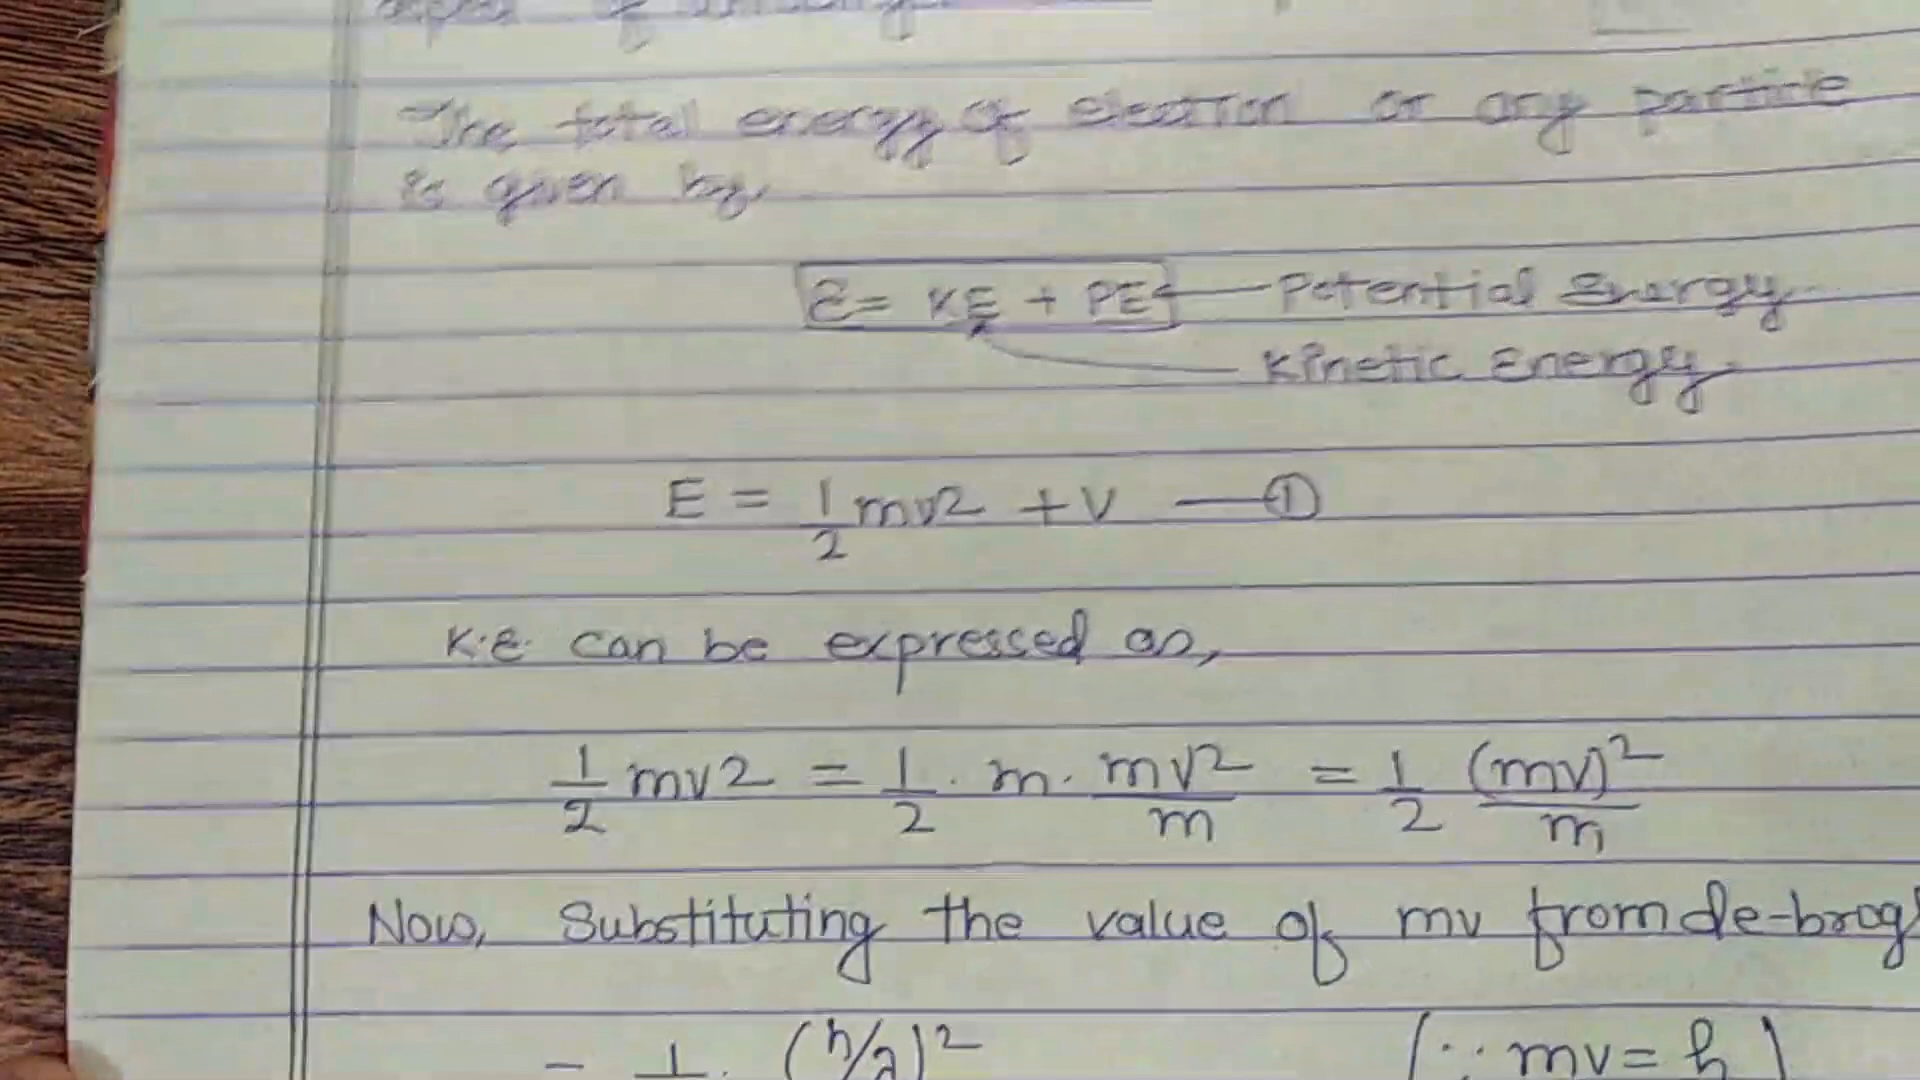 The total energy of electron or any particle
is given by,
E = KE + PE ← Potential Energy
Kinetic Energy
E = 1/2 mv2 + V — ①
K.E. can be expressed as,
1/2 mv2 = 1/2 . m . mv2/m = 1/2 (mv)2/m
Now, Substituting the value of mv from de-brog
= 1 . (h/λ)2 (∵ mv = h)